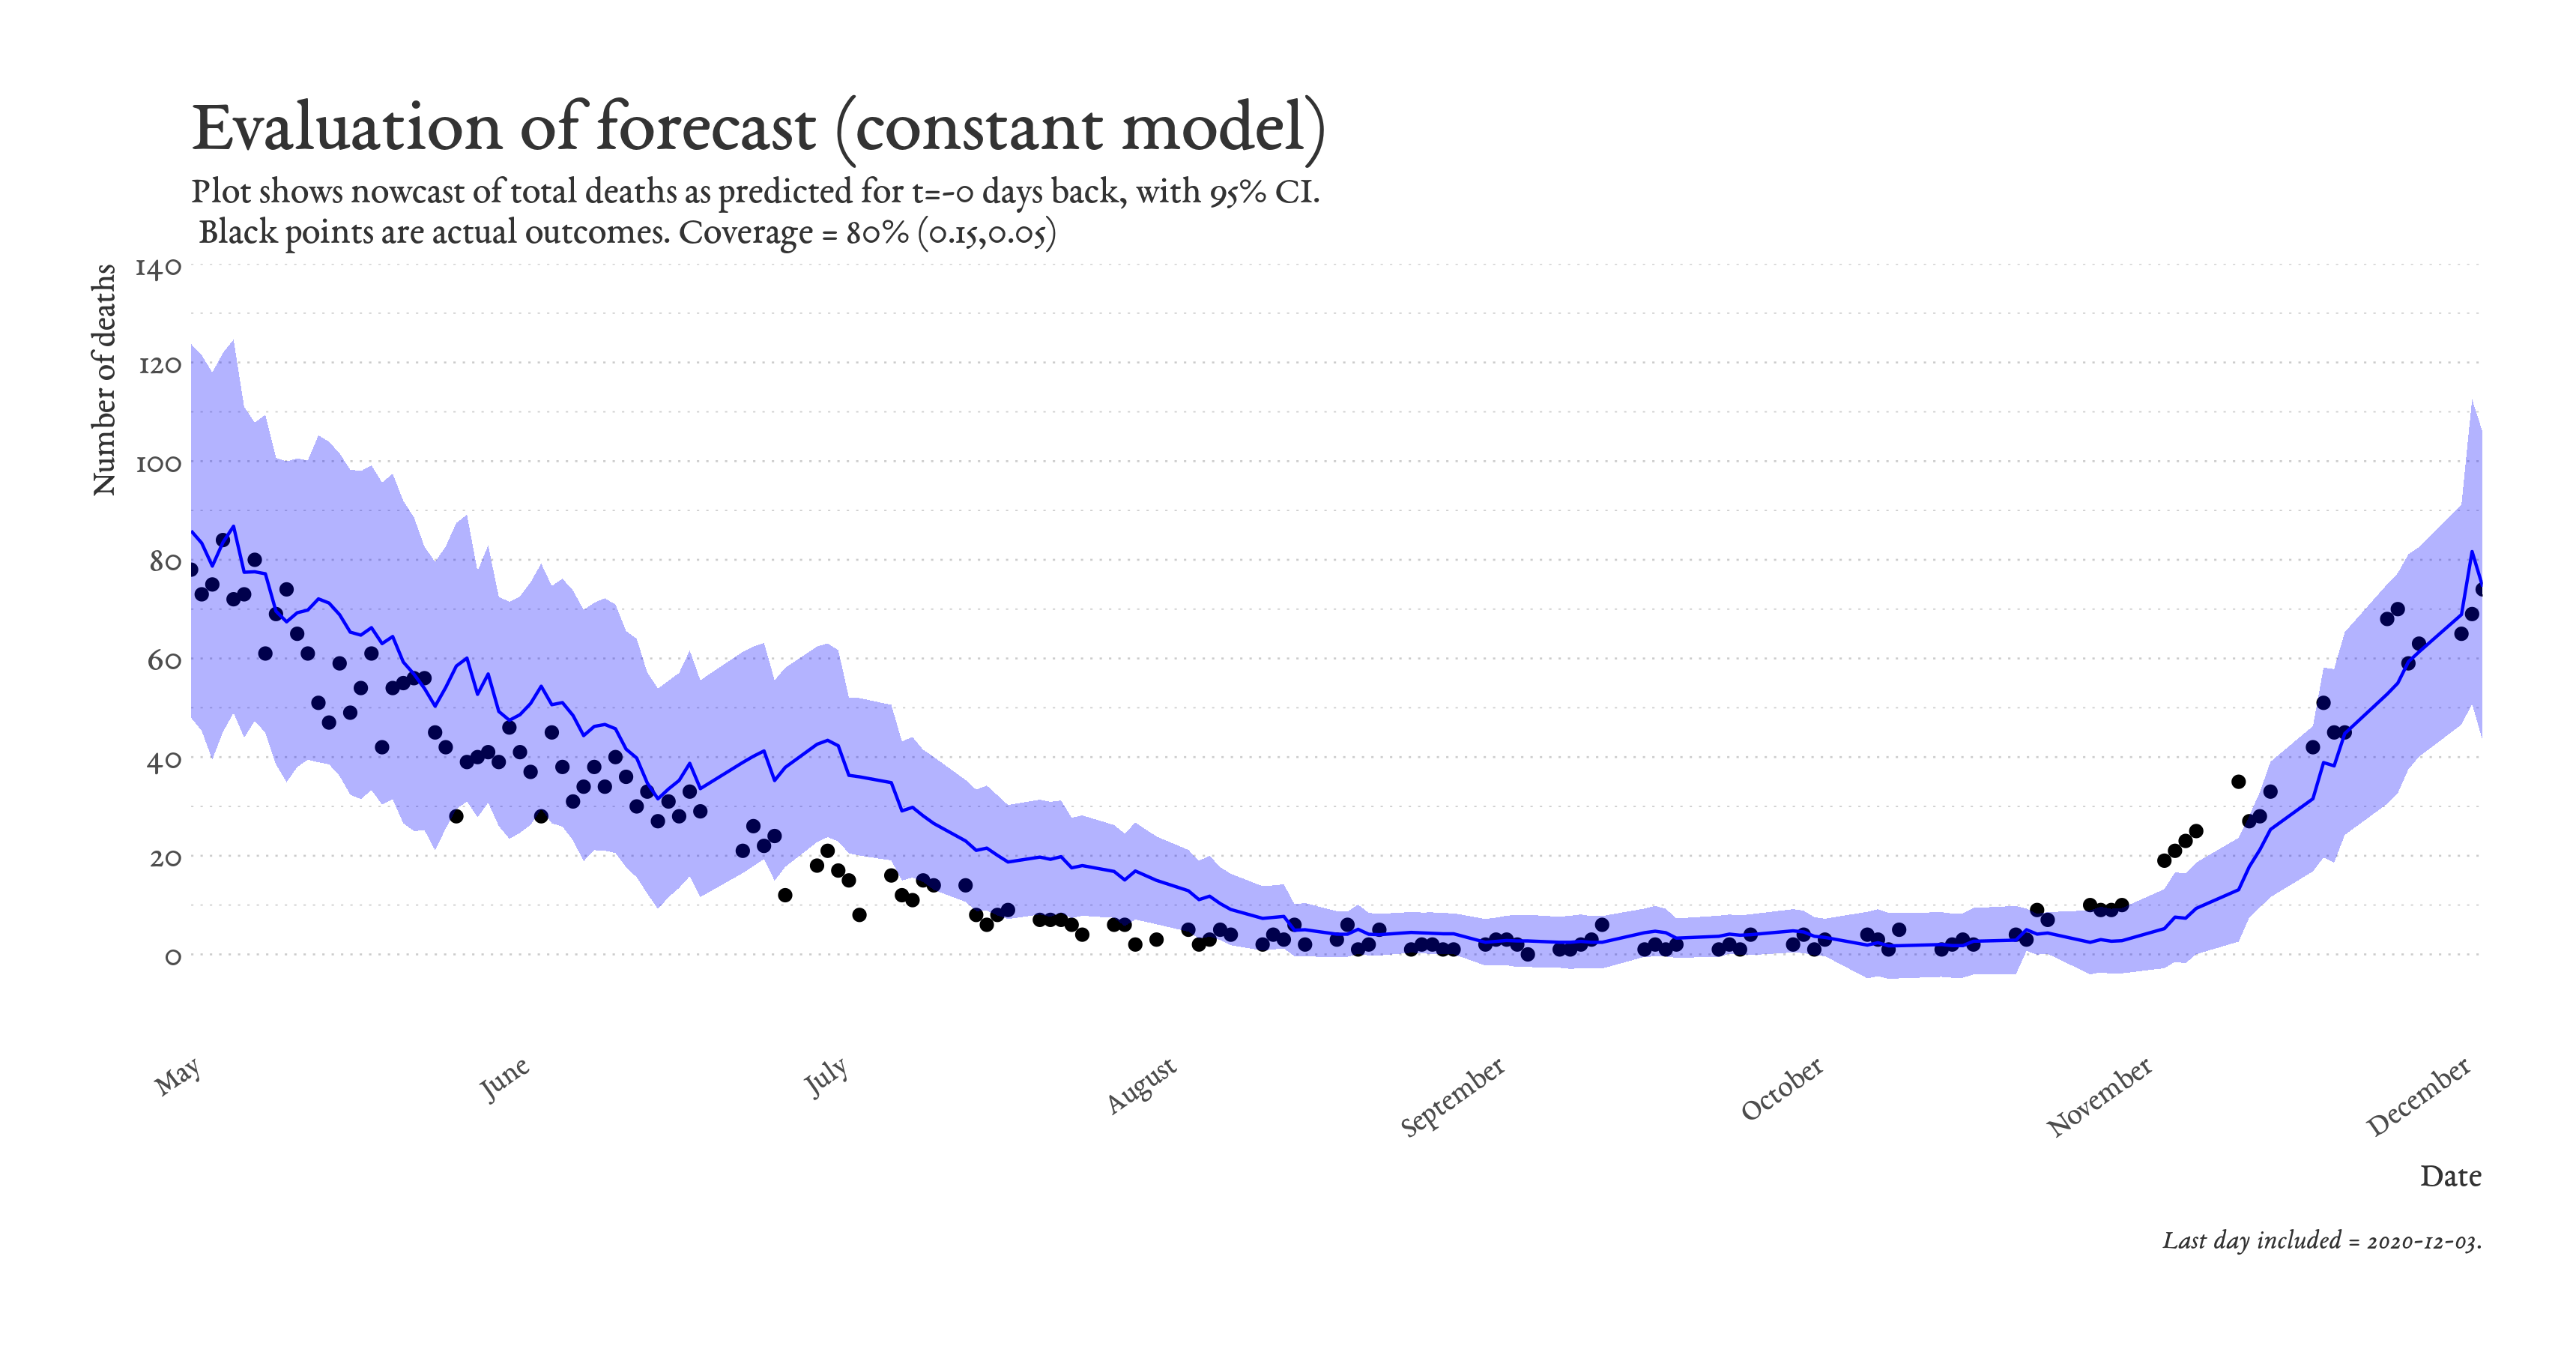 Evaluation of forecast (constant model)
Plot shows nowcast of total deaths as predicted for t=-0 days back, with 95% CI.
Black points are actual outcomes. Coverage = 80% (0.15,0.05)
Number of deaths
140
120
100
80
60
40
20
0
May
June
July
August
September
October
November
December
Date
Last day included = 2020-12-03.